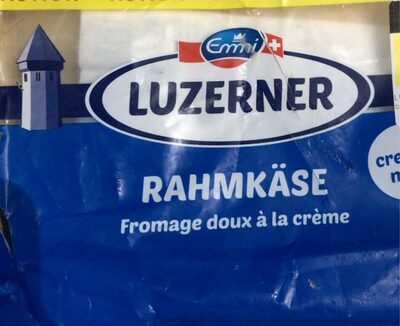 Emmi
LUZERNER
RAHMKÄSE
Fromage doux à la crème